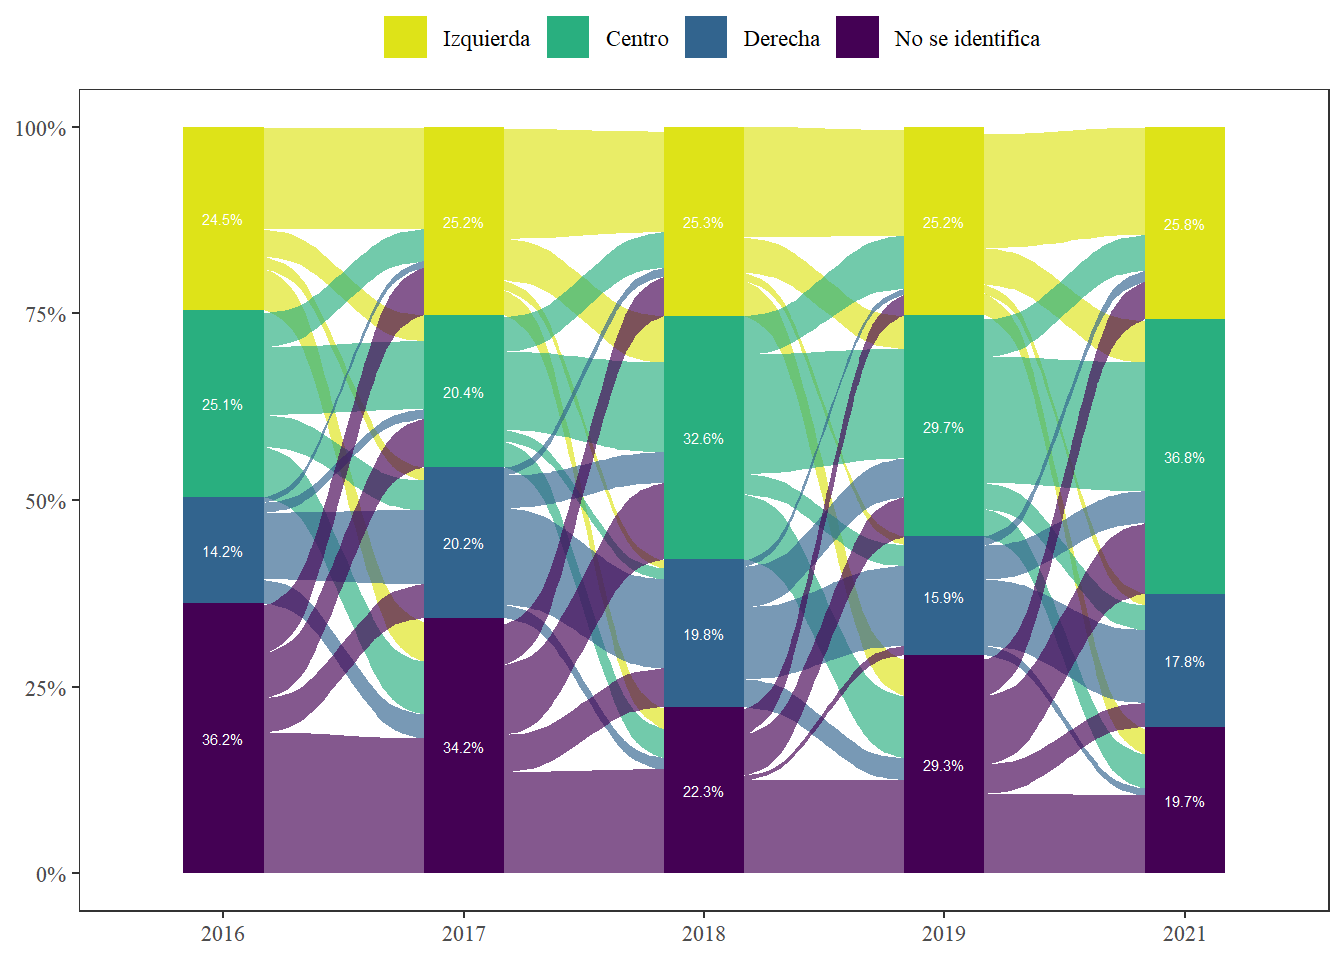 Izquierda Centro Derecha No se identifica
100%
75%
50%
25%
0%
24.5% 25.2% 25.3% 25.2% 25.8%
25.1% 20.4% 32.6% 29.7% 36.8%
14.2% 20.2% 19.8% 15.9% 17.8%
36.2% 34.2% 22.3% 29.3% 19.7%
2016 2017 2018 2019 2021